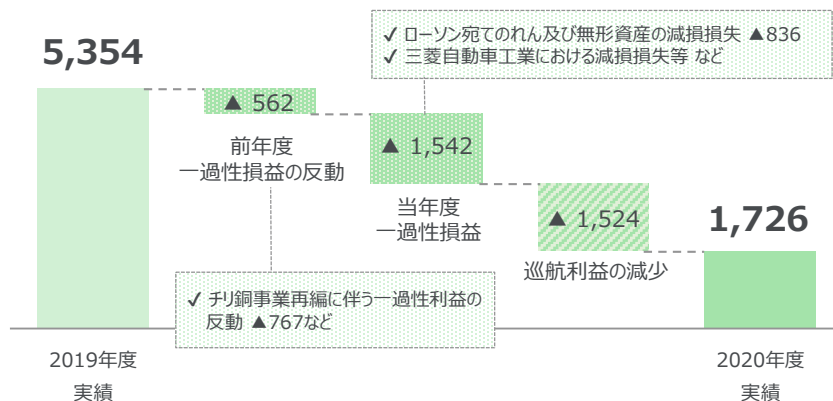 5,354
▲ 562
前年度
一過性損益の反動
✓ チリ銅事業再編に伴う一過性利益の
反動 ▲767など
✓ ローソン宛てのれん及び無形資産の減損損失 ▲836
✓ 三菱自動車工業における減損損失等 など
▲ 1,542
当年度
一過性損益
▲ 1,524
巡航利益の減少
1,726
2019年度
実績
2020年度
実績